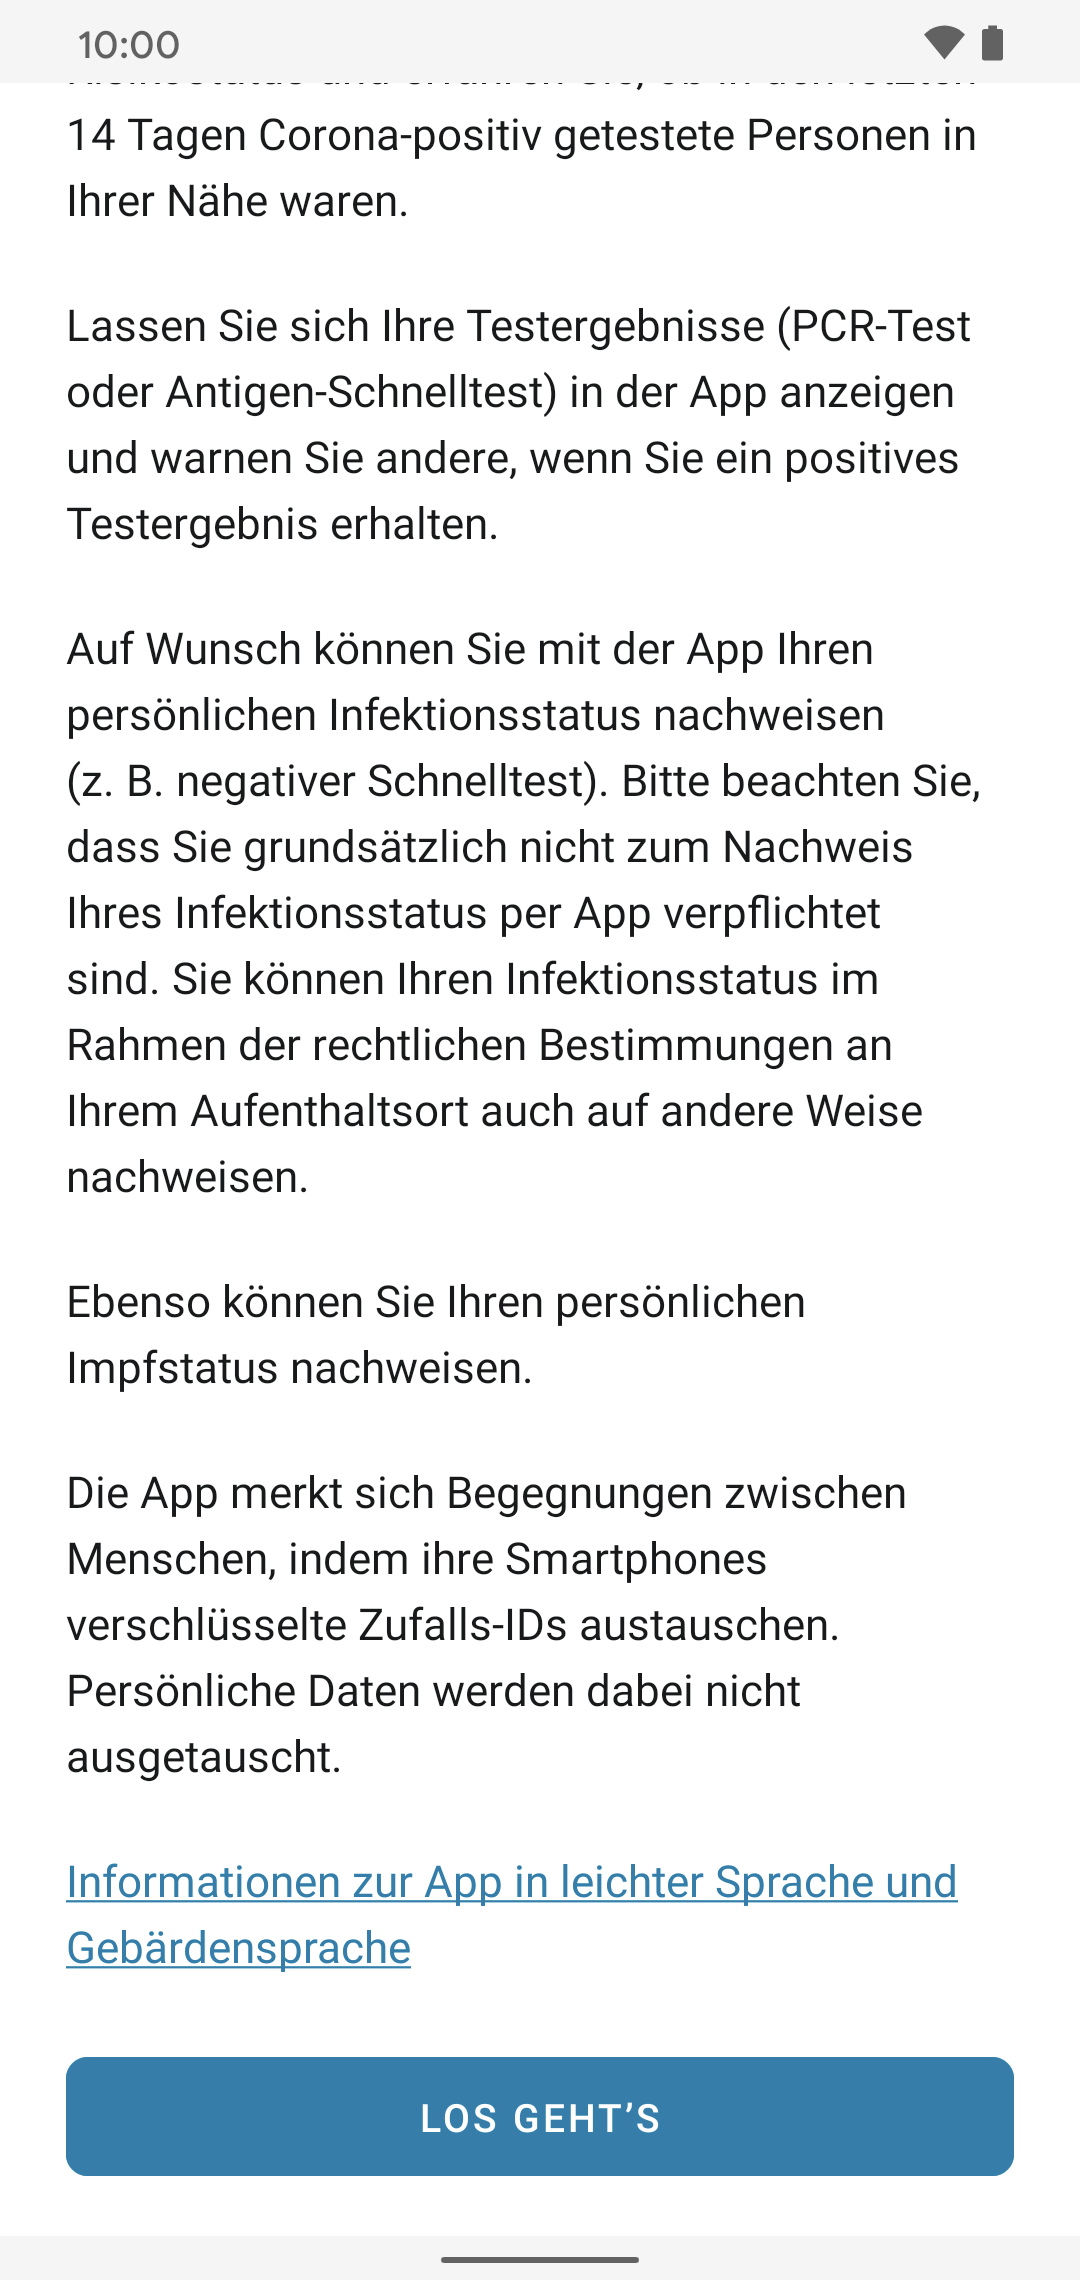 10:00
14 Tagen Corona-positiv getestete Personen in
Ihrer Nähe waren.
Lassen Sie sich Ihre Testergebnisse (PCR-Test
oder Antigen-Schnelltest) in der App anzeigen
und warnen Sie andere, wenn Sie ein positives
Testergebnis erhalten.
Auf Wunsch können Sie mit der App Ihren
persönlichen Infektionsstatus nachweisen
(z. B. negativer Schnelltest). Bitte beachten Sie,
dass Sie grundsätzlich nicht zum Nachweis
Ihres Infektionsstatus per App verpflichtet
sind. Sie können Ihren Infektionsstatus im
Rahmen der rechtlichen Bestimmungen an
Ihrem Aufenthaltsort auch auf andere Weise
nachweisen.
Ebenso können Sie Ihren persönlichen
Impfstatus nachweisen.
Die App merkt sich Begegnungen zwischen
Menschen, indem ihre Smartphones
verschlüsselte Zufalls-IDs austauschen.
Persönliche Daten werden dabei nicht
ausgetauscht.
Informationen zur App in leichter Sprache und
Gebärdensprache
LOS GEHT’S